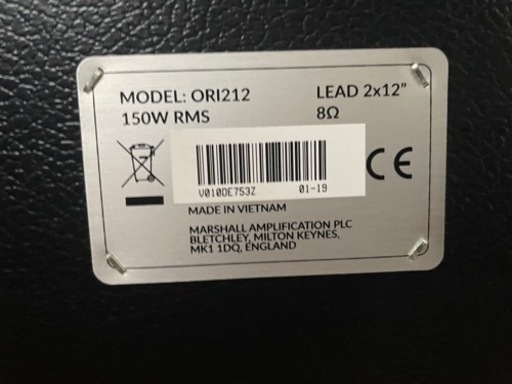 MODEL: ORI212 LEAD 2x12”
150W RMS 8Ω
CE
V010DE753Z 01-19
MADE IN VIETNAM
MARSHALL AMPLIFICATION PLC
BLETCHLEY, MILTON KEYNES,
MK1 1DQ, ENGLAND